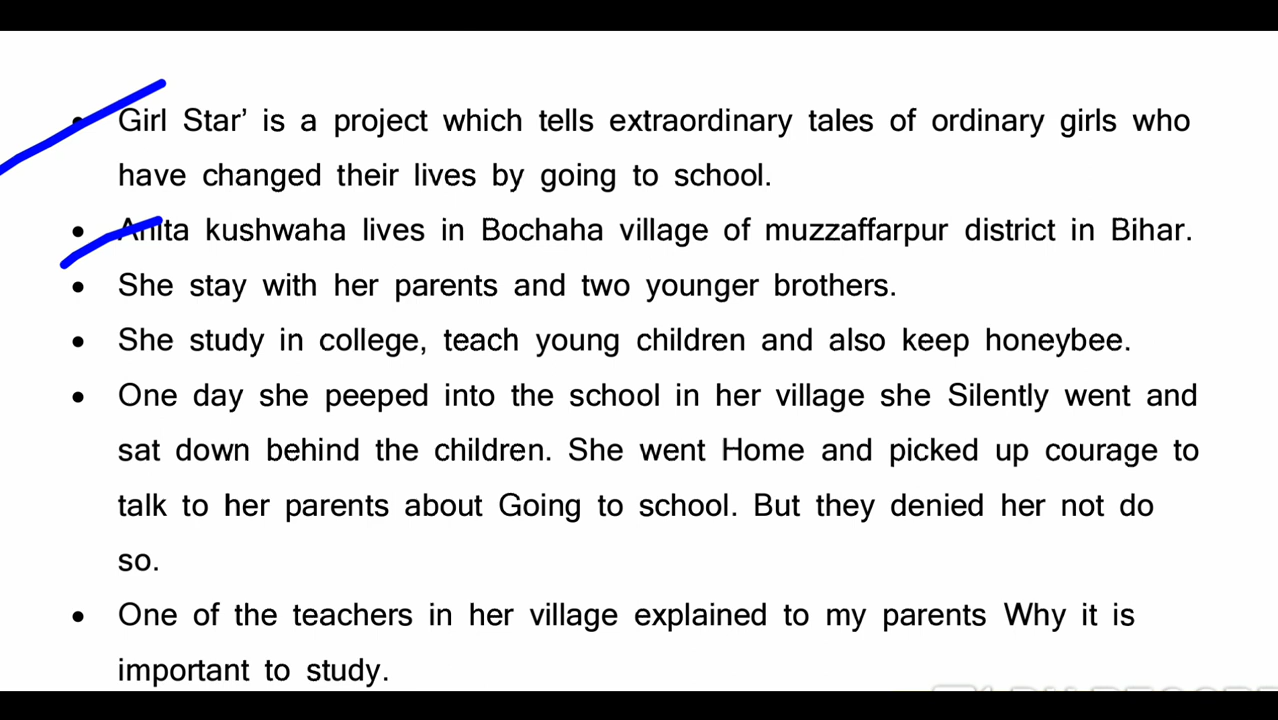 • Girl Star’ is a project which tells extraordinary tales of ordinary girls who
have changed their lives by going to school.
• Anita kushwaha lives in Bochaha village of muzzaffarpur district in Bihar.
• She stay with her parents and two younger brothers.
• She study in college, teach young children and also keep honeybee.
• One day she peeped into the school in her village she Silently went and
sat down behind the children. She went Home and picked up courage to
talk to her parents about Going to school. But they denied her not do
so.
• One of the teachers in her village explained to my parents Why it is
important to study.